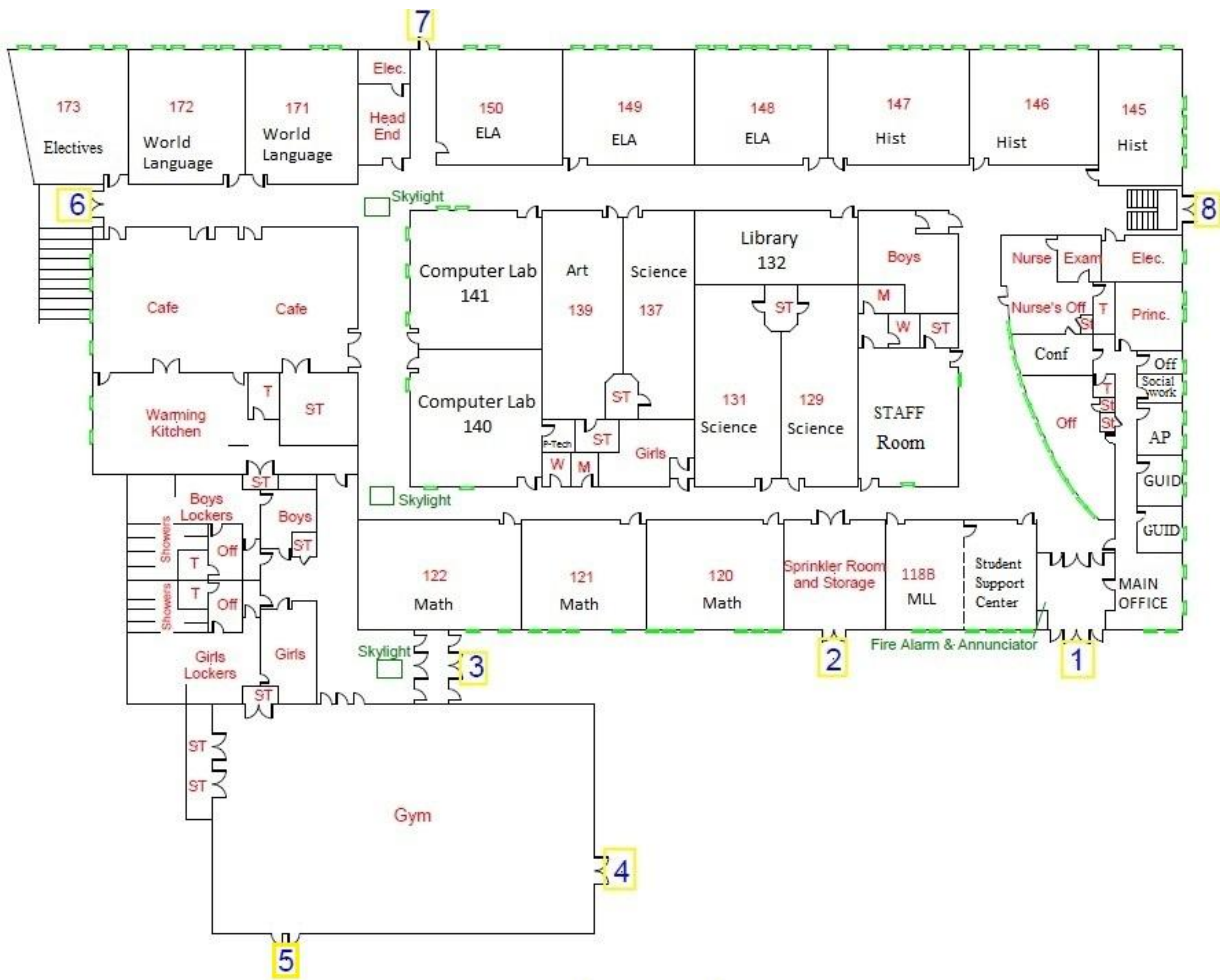 7
Elec.
173
172
171
150
149
148
147
146
145
Head
End
Electives
World
Language
World
Language
ELA
ELA
ELA
Hist
Hist
Hist
6
Skylight
8
Computer Lab
141
Art
139
Science
137
Library
132
Boys
Nurse
Exam
Elec.
Cafe
Cafe
ST
M
W
ST
Nurse's Off
St
T
Princ.
Conf
Off
Social
work
Warming
Kitchen
T
ST
Computer Lab
140
ST
131
Science
129
Science
STAFF
Room
Off
T
St
St
AP
P-Tech
ST
W
M
Girls
GUID
GUID
ST
Skylight
Boys
Lockers
Boys
ST
Showers
Off
T
122
Math
121
Math
120
Math
Sprinkler Room
and Storage
118B
MLL
Student
Support
Center
MAIN
OFFICE
Showers
T
Off
Girls
Lockers
Girls
ST
Skylight
3
2
Fire Alarm & Annunciator
1
ST
ST
Gym
4
5